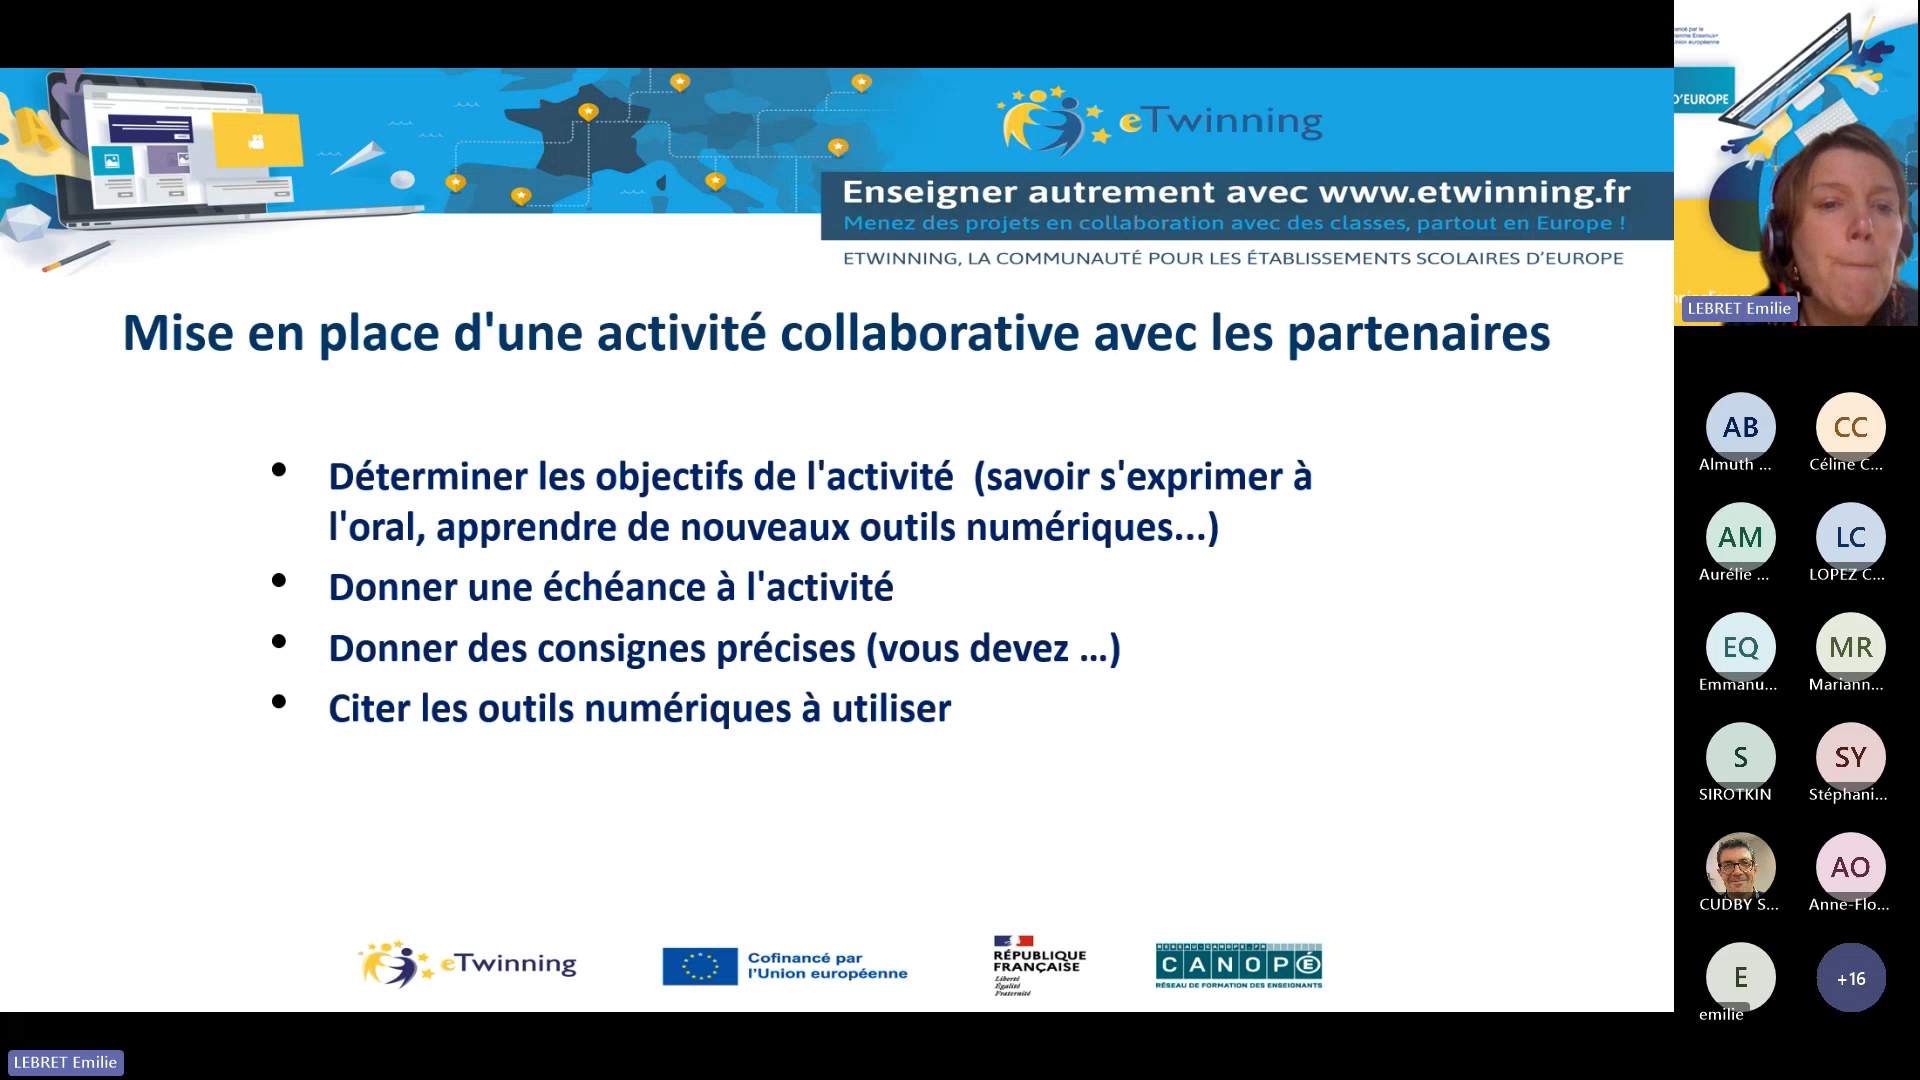 eTwinning
Enseigner autrement avec www.etwinning.fr
Menez des projets en collaboration avec des classes, partout en Europe !
ETWINNING, LA COMMUNAUTÉ POUR LES ÉTABLISSEMENTS SCOLAIRES D'EUROPE
Mise en place d'une activité collaborative avec les partenaires
• Déterminer les objectifs de l'activité (savoir s'exprimer à
l'oral, apprendre de nouveaux outils numériques...)
• Donner une échéance à l'activité
• Donner des consignes précises (vous devez ...)
• Citer les outils numériques à utiliser
eTwinning
Cofinancé par
l'Union européenne
RÉPUBLIQUE
FRANÇAISE
Liberté
Égalité
Fraternité
RESEAU-CANOPE.FR
CANOPÉ
RÉSEAU DE FORMATION DES ENSEIGNANTS
LEBRET Emilie
D'EUROPE
LEBRET Emilie
AB CC
Almuth ... Céline C...
AM LC
Aurélie ... LOPEZ C...
EQ MR
Emmanu... Mariann...
S SY
SIROTKIN Stéphani...
AO
CUDBY S... Anne-Flo...
E +16
emilie